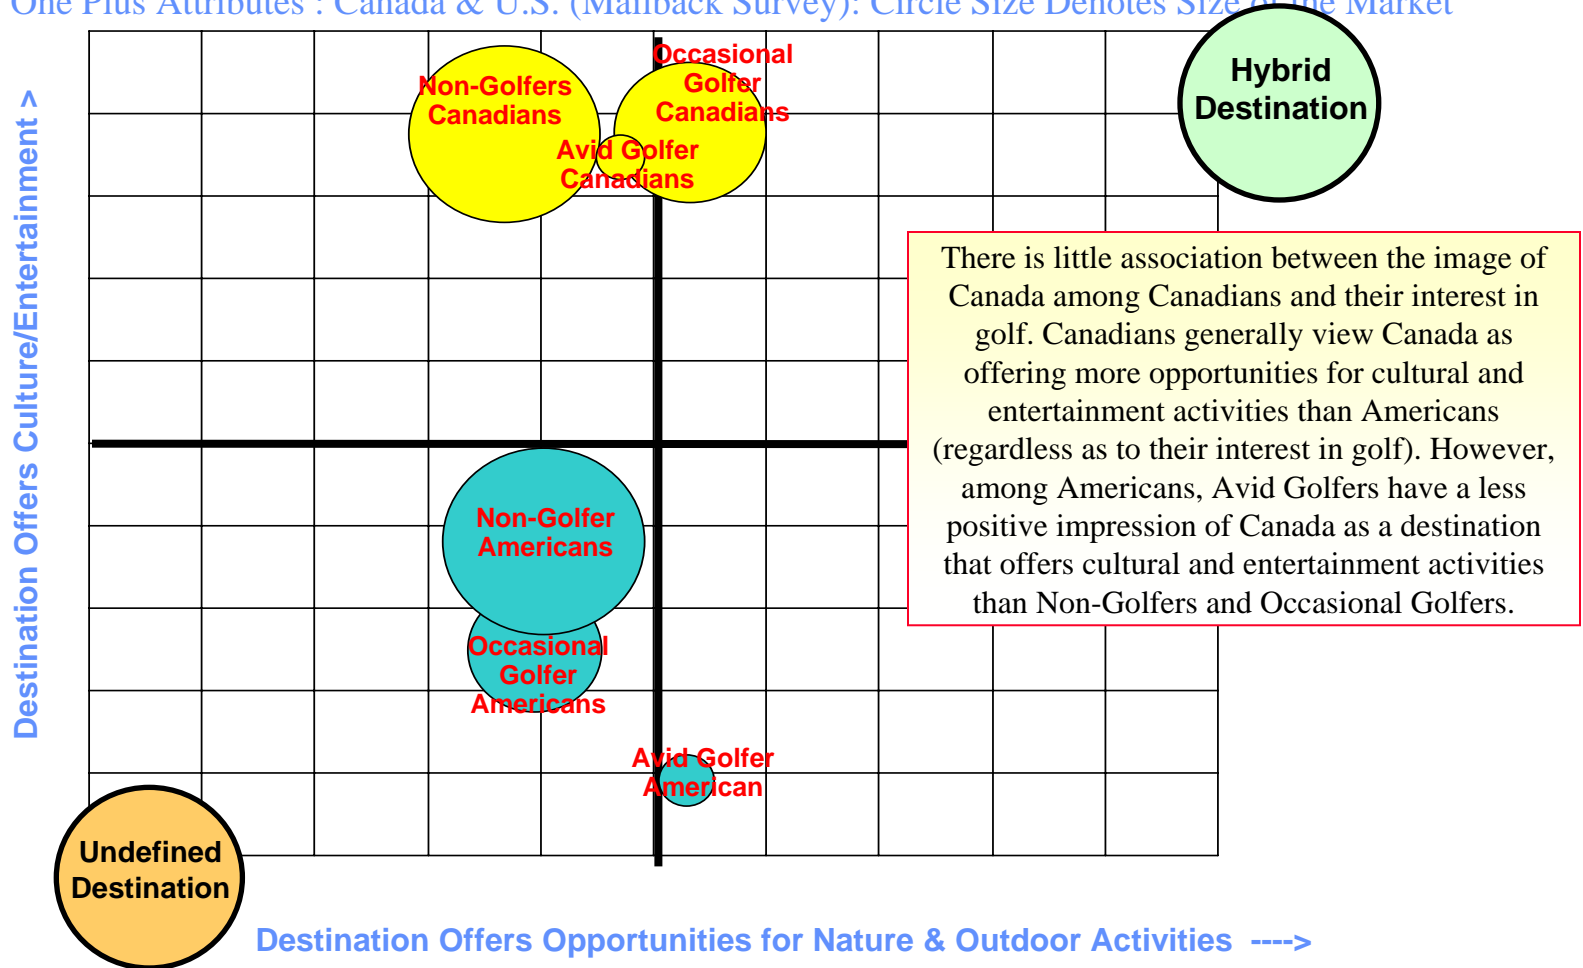 One Plus Attributes : Canada & U.S. (Mailback Survey): Circle Size Denotes Size of the Market
Destination Offers Culture/Entertainment >
Non-Golfers
Canadians
Occasional
Golfer
Canadians
Avid Golfer
Canadians
Hybrid
Destination
There is little association between the image of
Canada among Canadians and their interest in
golf. Canadians generally view Canada as
offering more opportunities for cultural and
entertainment activities than Americans
(regardless as to their interest in golf). However,
among Americans, Avid Golfers have a less
positive impression of Canada as a destination
that offers cultural and entertainment activities
than Non-Golfers and Occasional Golfers.
Non-Golfer
Americans
Occasional
Golfer
Americans
Avid Golfer
American
Undefined
Destination
Destination Offers Opportunities for Nature & Outdoor Activities ---->